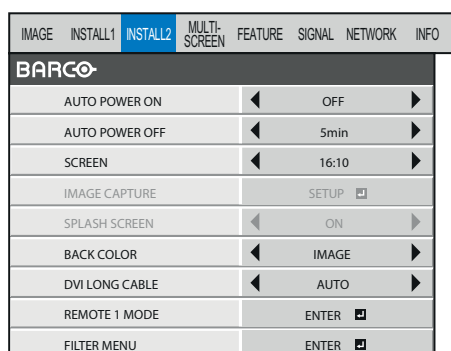 IMAGE INSTALL1 INSTALL2 MULTI-SCREEN FEATURE SIGNAL NETWORK INFO
BARCO
AUTO POWER ON OFF
AUTO POWER OFF 5min
SCREEN 16:10
IMAGE CAPTURE SETUP
SPLASH SCREEN ON
BACK COLOR IMAGE
DVI LONG CABLE AUTO
REMOTE 1 MODE ENTER
FILTER MENU ENTER